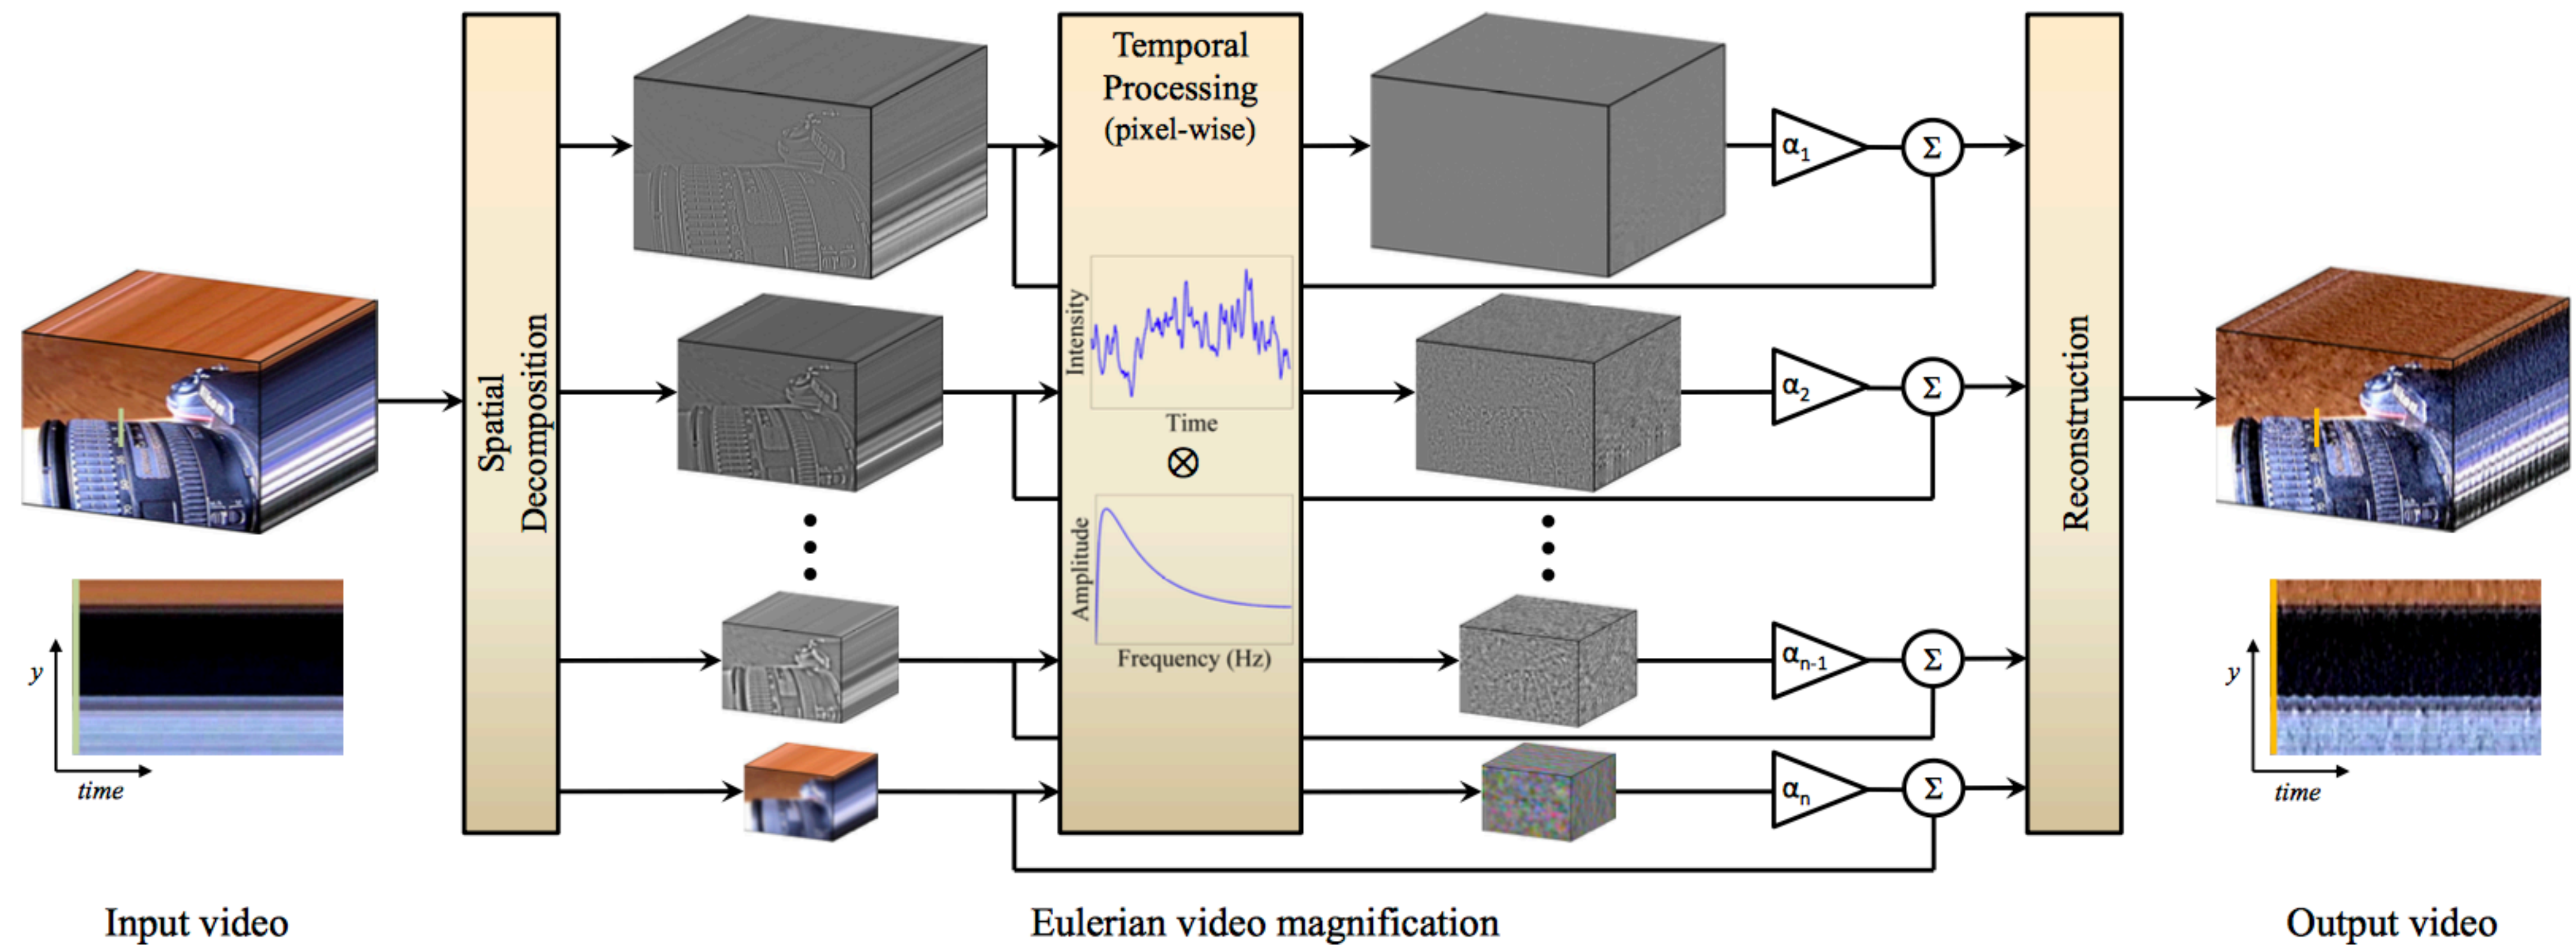 Temporal
Processing
(pixel-wise)
Spatial
Decomposition
Intensity
Time
⊗
Amplitude
Frequency (Hz)
α1
Σ
α2
Σ
αn-1
Σ
αn
Σ
Reconstruction
y
time
y
time
Input video
Eulerian video magnification
Output video